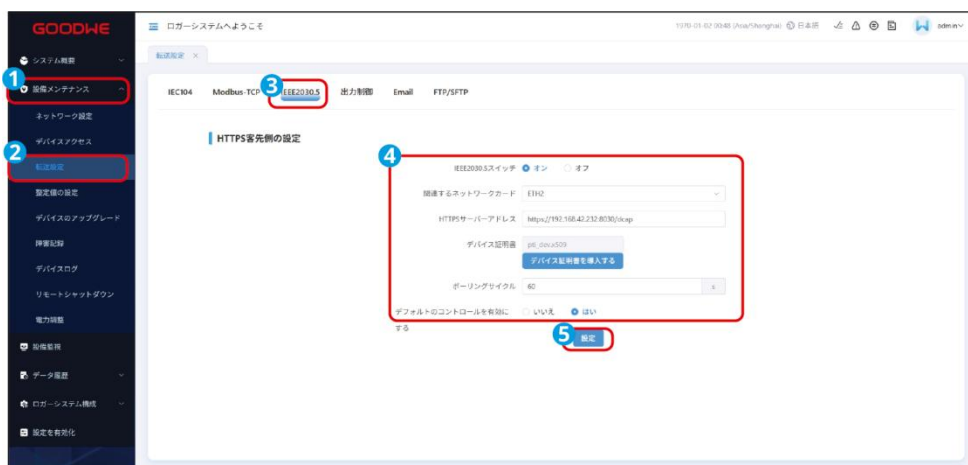 GOODWE
ロガーシステムへようこそ
1970-01-02 00:48 (Asia/Shanghai) 日本語
admin
システム概要
転送設定 ×
1
設備メンテナンス
3
IEC104 Modbus-TCP IEEE2030.5 出力制御 Email FTP/SFTP
ネットワーク設定
デバイスアクセス
HTTPS客先側の設定
2
転送設定
4
IEEE2030.5スイッチ オン オフ
整定値の設定
関連するネットワークカード ETH2
デバイスのアップグレード
HTTPSサーバーアドレス https://192.168.42.232:8030/dcap
障害記録
デバイス証明書
デバイス証明書を導入する
デバイスログ
ポーリングサイクル 60 s
リモートシャットダウン
デフォルトのコントロールを有効に いいえ はい
する
電力調整
5
設定
設備監視
データ履歴
ロガーシステム機成
設定を有効化